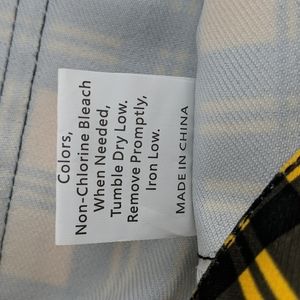 Colors,
Non-Chlorine Bleach
When Needed,
Tumble Dry Low.
Remove Promptly,
Iron Low.
MADE IN CHINA